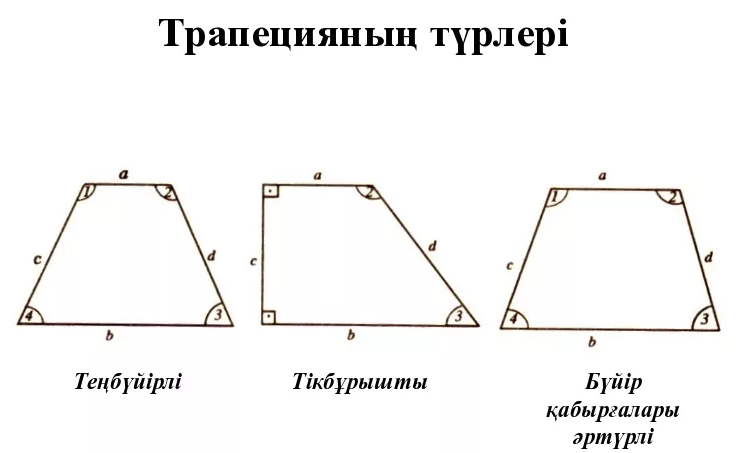 Трапецияның түрлері
a a a
1 2 2 1 2
c d c d c d
4 3 3 4 3
b b b
Теңбүйірлі Тікбұрышты Бүйір
қабырғалары
әртүрлі